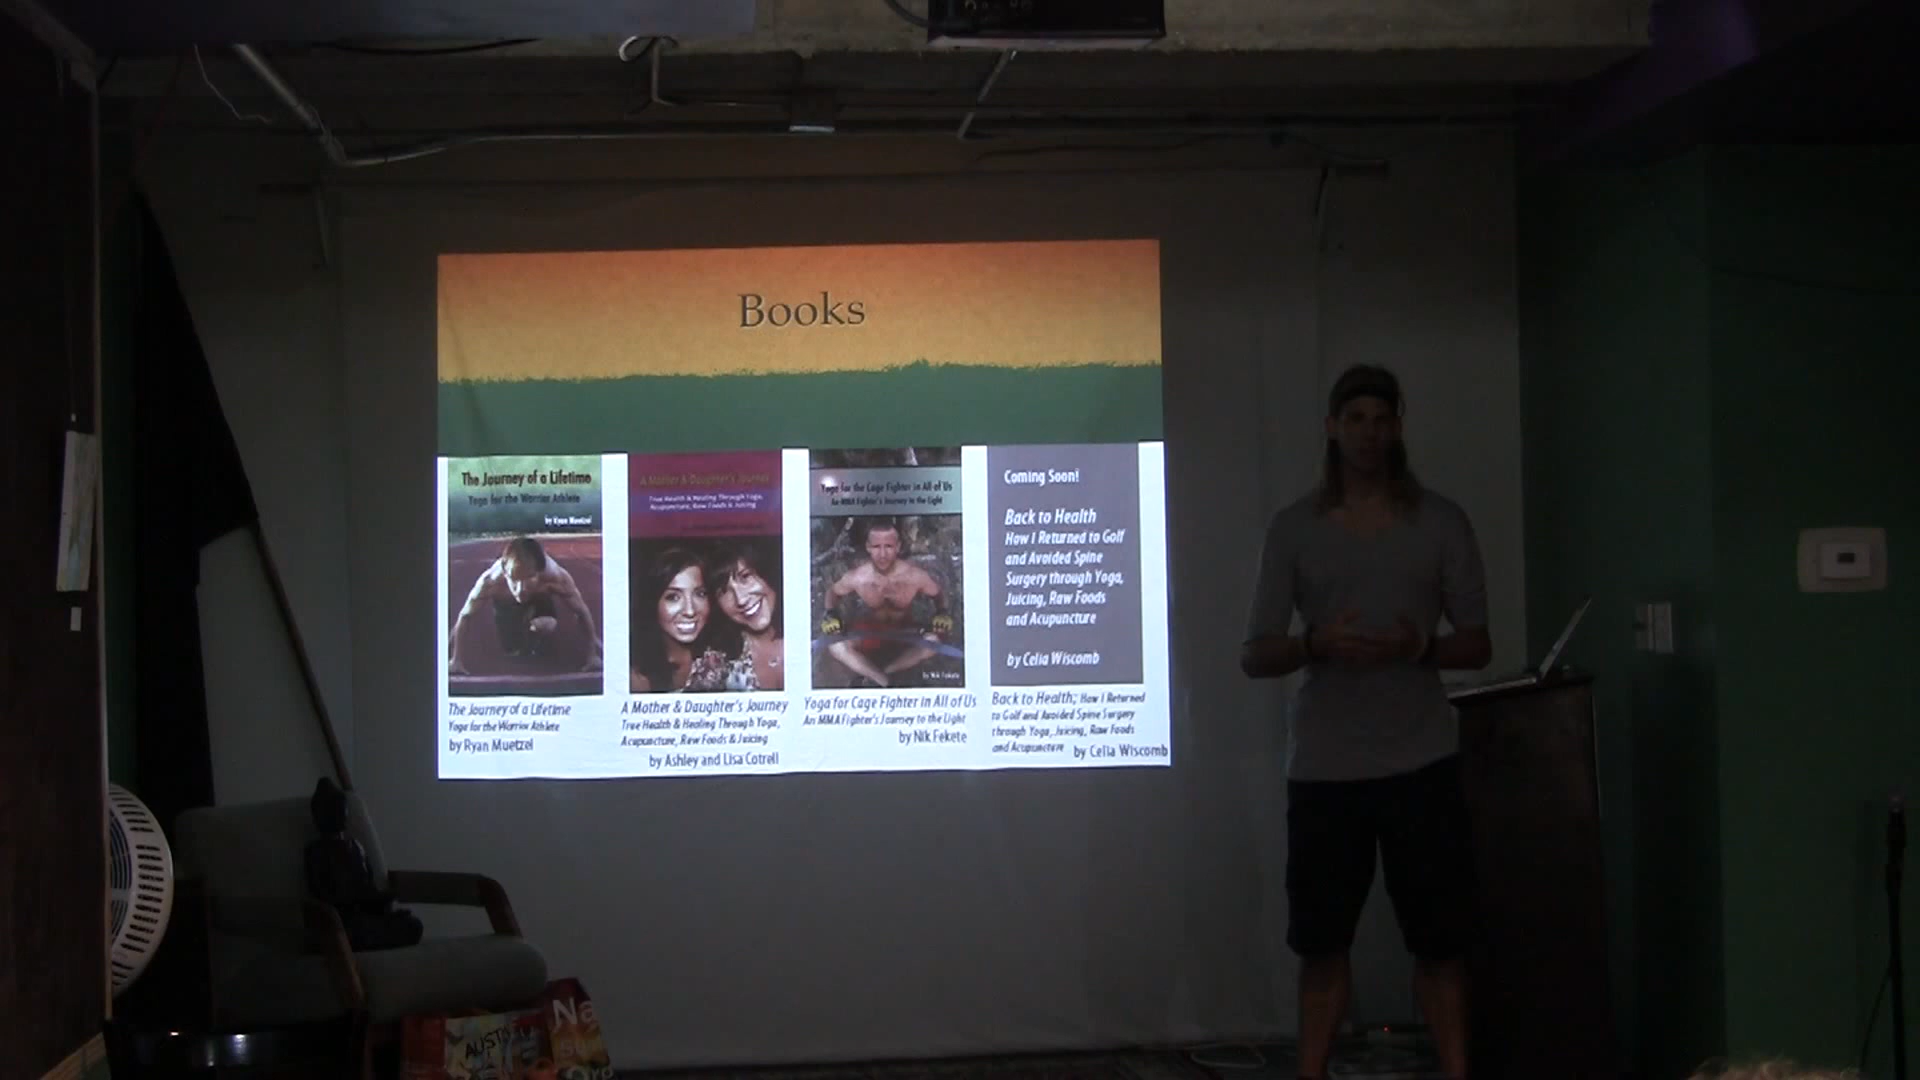 Books
The Journey of a Lifetime
Yoga for the Warrior Athlete
by Ryan Muetzel
A Mother & Daughter's Journey
True Health & Healing Through Yoga,
Acupuncture, Raw Foods & Juicing
Yoga for the Cage Fighter in All of Us
An MMA Fighter's Journey to the Light
by Nik Fekete
Coming Soon!
Back to Health
How I Returned to Golf
and Avoided Spine
Surgery through Yoga,
Juicing, Raw Foods
and Acupuncture
by Celia Wiscomb
The Journey of a Lifetime
Yoga for the Warrior Athlete
by Ryan Muetzel
A Mother & Daughter's Journey
True Health & Healing Through Yoga,
Acupuncture, Raw Foods & Juicing
by Ashley and Lisa Cotrell
Yoga for Cage Fighter in All of Us
An MMA Fighter's Journey to the Light
by Nik Fekete
Back to Health; How I Returned
to Golf and Avoided Spine Surgery
through Yoga, Juicing, Raw Foods
and Acupuncture by Celia Wiscomb
AUST
Na